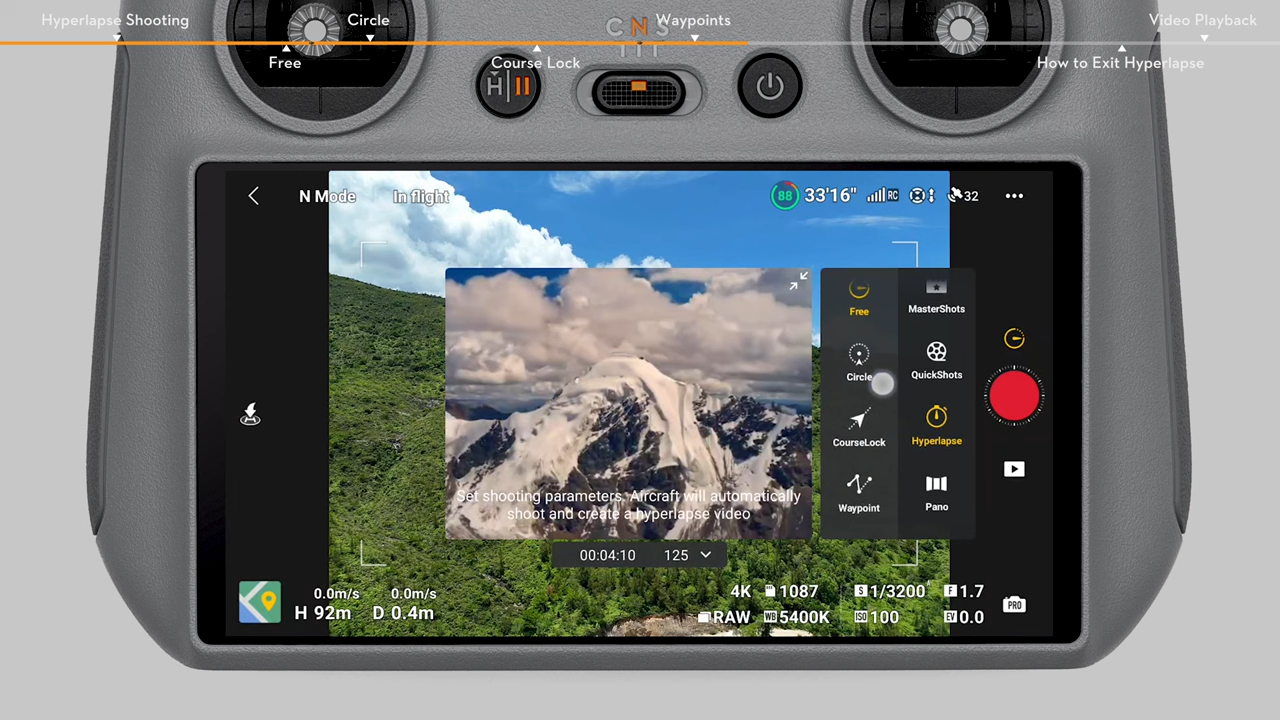 Hyperlapse Shooting
Circle
Waypoints
Video Playback
Free
Course Lock
How to Exit Hyperlapse
C N S
H
N Mode
In flight
88 33'16" RC 32
Free
MasterShots
Circle
QuickShots
CourseLock
Hyperlapse
Waypoint
Pano
Set shooting parameters. Aircraft will automatically
shoot and create a hyperlapse video
00:04:10 125
0.0m/s 0.0m/s
H 92m D 0.4m
4K 1087 S 1/3200 F 1.7
RAW WB 5400K ISO 100 EV 0.0
PRO